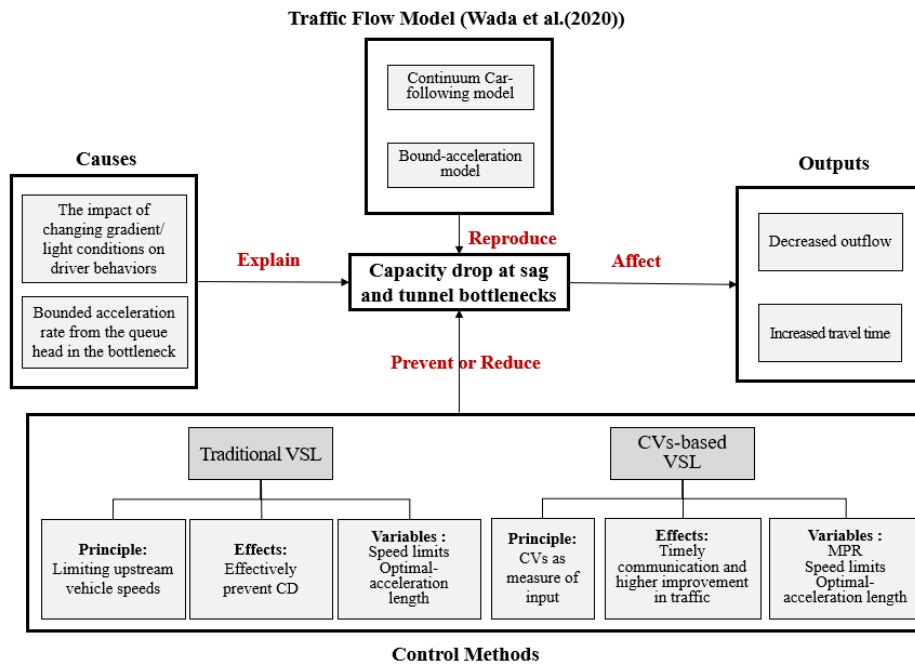 Traffic Flow Model (Wada et al.(2020))
Continuum Car-
following model
Bound-acceleration
model
Causes
The impact of
changing gradient/
light conditions on
driver behaviors
Bounded acceleration
rate from the queue
head in the bottleneck
Explain
Reproduce
Capacity drop at sag
and tunnel bottlenecks
Affect
Outputs
Decreased outflow
Increased travel time
Prevent or Reduce
Traditional VSL
Principle:
Limiting upstream
vehicle speeds
Effects:
Effectively
prevent CD
Variables :
Speed limits
Optimal-
acceleration
length
CVs-based
VSL
Principle:
CVs as
measure of
input
Effects:
Timely
communication and
higher improvement
in traffic
Variables :
MPR
Speed limits
Optimal-
acceleration length
Control Methods